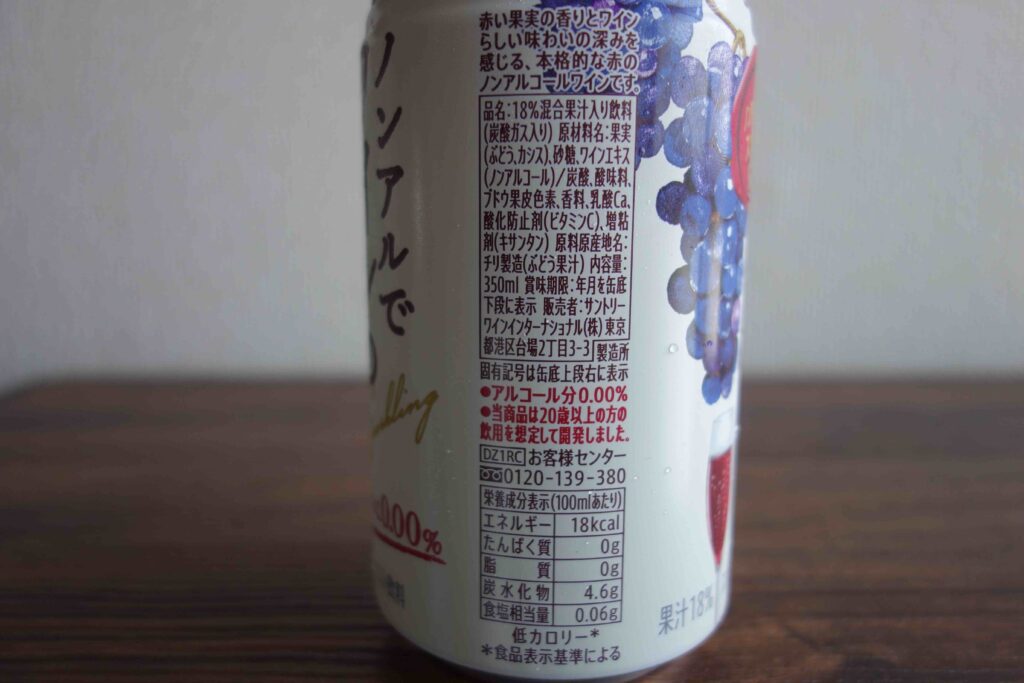 赤い果実の香りとワイン
らしい味わいの深みを
感じる、本格的な赤の
ノンアルコールワインです。
品名：18%混合果汁入り飲料
(炭酸ガス入り) 原材料名：果実
(ぶどう、カシス)、砂糖、ワインエキス
(ノンアルコール)／炭酸、酸味料、
ブドウ果皮色素、香料、乳酸Ca、
酸化防止剤(ビタミンC)、増粘
剤(キサンタン) 原料原産地名：
チリ製造(ぶどう果汁) 内容量：
350ml 賞味期限：年月を缶底
下段に表示 販売者：サントリー
ワインインターナショナル(株) 東京
都港区台場2丁目3-3 製造所
固有記号は缶底上段右に表示
●アルコール分0.00%
●当商品は20歳以上の方の
飲用を想定して開発しました。
DZ1RC お客様センター
0120-139-380
栄養成分表示(100mlあたり)
エネルギー 18kcal
たんぱく質 0g
脂質 0g
炭水化物 4.6g
食塩相当量 0.06g
低カロリー*
*食品表示基準による
ノンアルで
0.00%
飲料
果汁18%